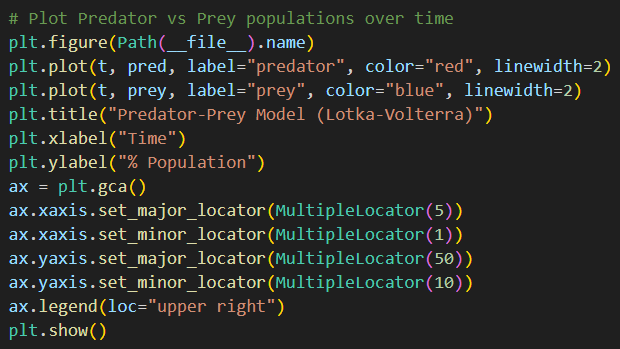 # Plot Predator vs Prey populations over time
plt.figure(Path(__file__).name)
plt.plot(t, pred, label="predator", color="red", linewidth=2)
plt.plot(t, prey, label="prey", color="blue", linewidth=2)
plt.title("Predator-Prey Model (Lotka-Volterra)")
plt.xlabel("Time")
plt.ylabel("% Population")
ax = plt.gca()
ax.xaxis.set_major_locator(MultipleLocator(5))
ax.xaxis.set_minor_locator(MultipleLocator(1))
ax.yaxis.set_major_locator(MultipleLocator(50))
ax.yaxis.set_minor_locator(MultipleLocator(10))
ax.legend(loc="upper right")
plt.show()